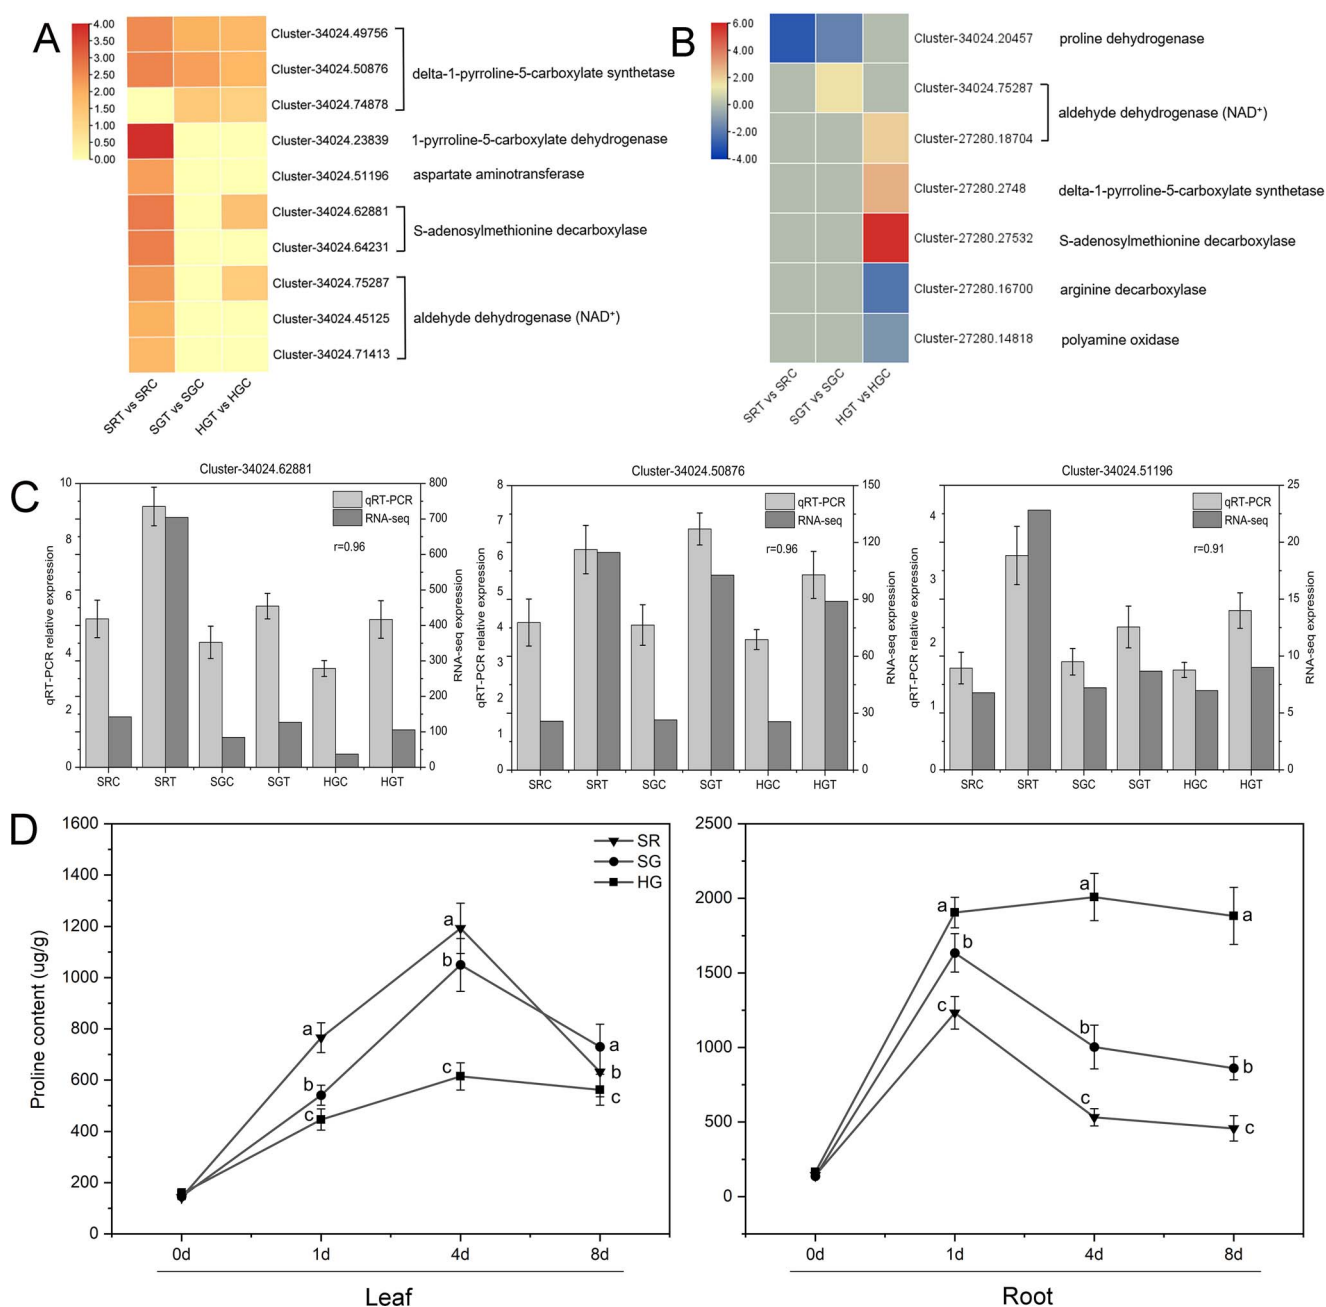 A
4.00
3.50
3.00
2.50
2.00
1.50
1.00
0.50
0.00
Cluster-34024.49756
Cluster-34024.50876
Cluster-34024.74878
Cluster-34024.23839
Cluster-34024.51196
Cluster-34024.62881
Cluster-34024.64231
Cluster-34024.75287
Cluster-34024.45125
Cluster-34024.71413
delta-1-pyrroline-5-carboxylate synthetase
1-pyrroline-5-carboxylate dehydrogenase
aspartate aminotransferase
S-adenosylmethionine decarboxylase
aldehyde dehydrogenase (NAD⁺)
SRT vs SRC
SGT vs SGC
HGT vs HGC
B
6.00
4.00
2.00
0.00
-2.00
-4.00
Cluster-34024.20457 proline dehydrogenase
Cluster-34024.75287
aldehyde dehydrogenase (NAD⁺)
Cluster-27280.18704
Cluster-27280.2748 delta-1-pyrroline-5-carboxylate synthetase
Cluster-27280.27532 S-adenosylmethionine decarboxylase
Cluster-27280.16700 arginine decarboxylase
Cluster-27280.14818 polyamine oxidase
SRT vs SRC
SGT vs SGC
HGT vs HGC
C
Cluster-34024.62881
qRT-PCR relative expression
10
8
6
4
2
0
qRT-PCR
RNA-seq
r=0.96
800
700
600
500
400
300
200
100
0
RNA-seq expression
SRC SRT SGC SGT HGC HGT
Cluster-34024.50876
qRT-PCR relative expression
8
7
6
5
4
3
2
1
0
qRT-PCR
RNA-seq
r=0.96
150
120
90
60
30
0
RNA-seq expression
SRC SRT SGC SGT HGC HGT
Cluster-34024.51196
qRT-PCR relative expression
4
3
2
1
0
qRT-PCR
RNA-seq
r=0.91
25
20
15
10
5
0
RNA-seq expression
SRC SRT SGC SGT HGC HGT
D
Proline content (ug/g)
1600
1400
1200
1000
800
600
400
200
0
SR
SG
HG
a
b
c
a
b
c
a
b
c
0d 1d 4d 8d
Leaf
2500
2000
1500
1000
500
0
a
b
c
a
b
c
a
b
c
0d 1d 4d 8d
Root